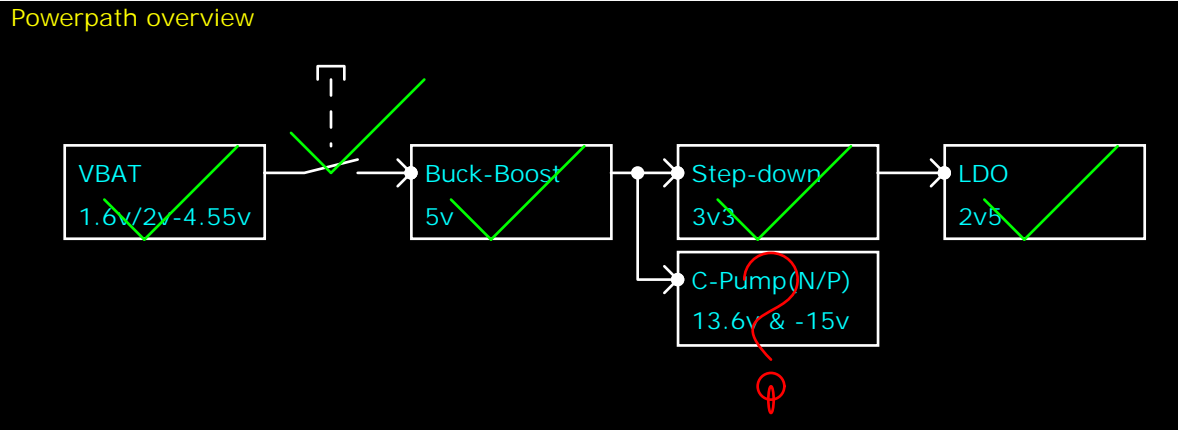 Powerpath overview
VBAT
1.6v/2v-4.55v
Buck-Boost
5v
Step-down
3v3
LDO
2v5
C-Pump(N/P)
13.6v & -15v